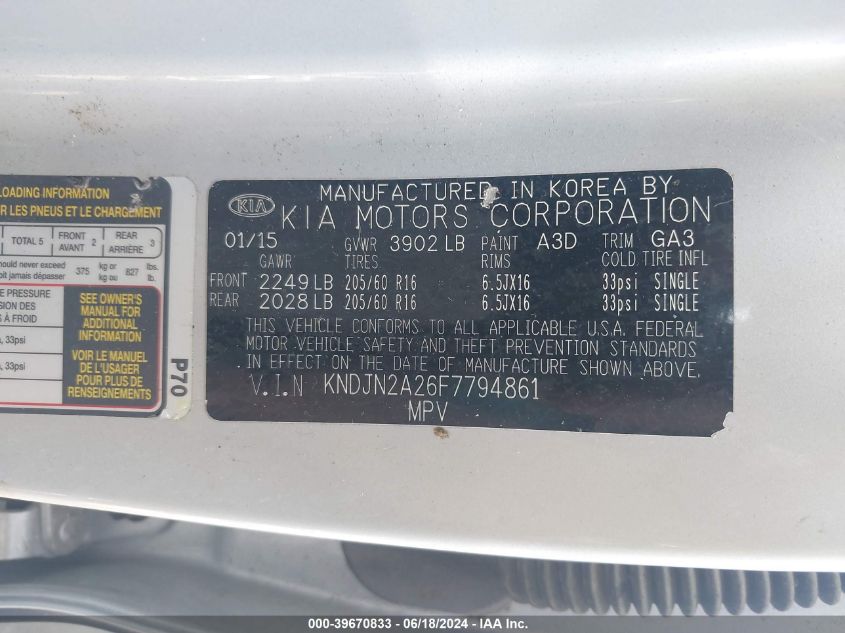 LOADING INFORMATION
R LES PNEUS ET LE CHARGEMENT
TOTAL 5 FRONT AVANT 2 REAR ARRIÈRE 3
hould never exceed 375 kg or 827 lbs.
oit jamais dépasser kg ou lb.
E PRESSURE
SION DES
S À FROID
, 33psi
, 33psi
SEE OWNER'S
MANUAL FOR
ADDITIONAL
INFORMATION
VOIR LE MANUEL
DE L'USAGER
POUR PLUS DE
RENSEIGNEMENTS
P70
KIA
MANUFACTURED IN KOREA BY
KIA MOTORS CORPORATION
01/15 GVWR 3902 LB PAINT A3D TRIM GA3
GAWR TIRES RIMS COLD TIRE INFL
FRONT 2249 LB 205/60 R16 6.5JX16 33psi SINGLE
REAR 2028 LB 205/60 R16 6.5JX16 33psi SINGLE
THIS VEHICLE CONFORMS TO ALL APPLICABLE U.S.A. FEDERAL
MOTOR VEHICLE SAFETY AND THEFT PREVENTION STANDARDS
IN EFFECT ON THE DATE OF MANUFACTURE SHOWN ABOVE.
V.I.N KNDJN2A26F7794861
MPV
000-39670833 - 06/18/2024 - IAA